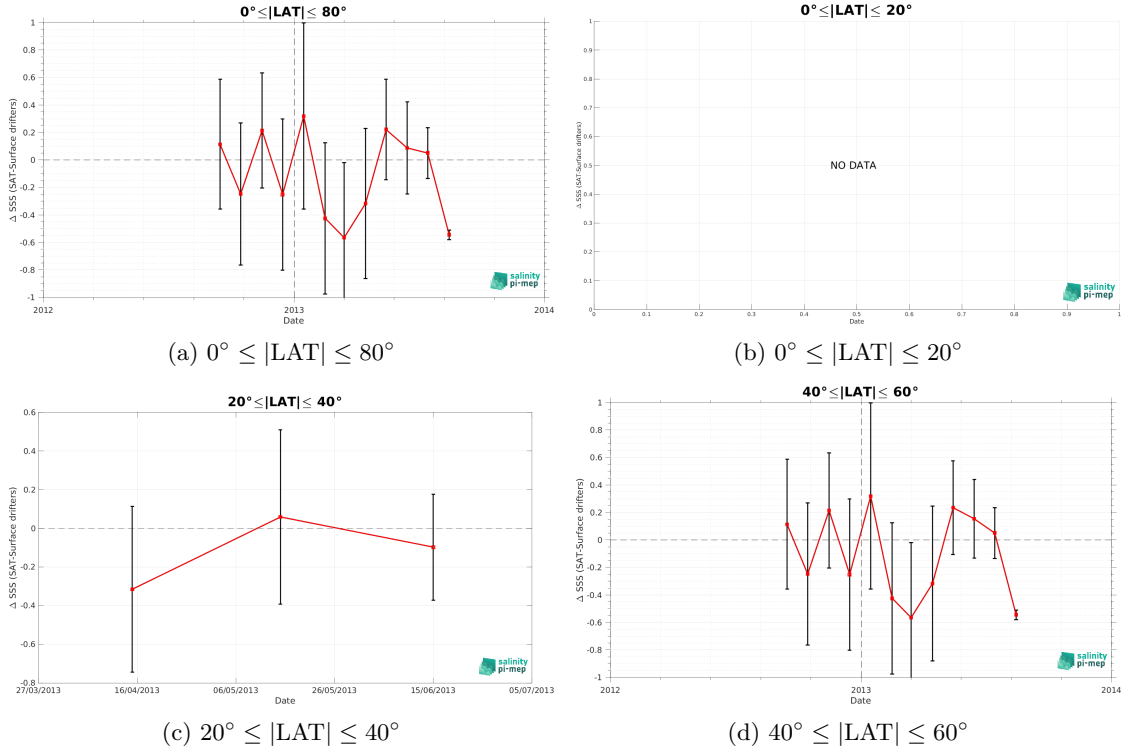 0°≤|LAT|≤ 80°
Δ SSS (SAT-Surface drifters)
1
0.8
0.6
0.4
0.2
0
-0.2
-0.4
-0.6
-0.8
-1
2012
2013
2014
Date
salinity
pi-mep
(a) 0° ≤ |LAT| ≤ 80°
0°≤|LAT|≤ 20°
Δ SSS (SAT-Surface drifters)
1
0.9
0.8
0.7
0.6
0.5
0.4
0.3
0.2
0.1
0
NO DATA
0
0.1
0.2
0.3
0.4
0.5
0.6
0.7
0.8
0.9
1
Date
salinity
pi-mep
(b) 0° ≤ |LAT| ≤ 20°
20°≤|LAT|≤ 40°
Δ SSS (SAT-Surface drifters)
0.6
0.4
0.2
0
-0.2
-0.4
-0.6
-0.8
27/03/2013
16/04/2013
06/05/2013
26/05/2013
15/06/2013
05/07/2013
Date
salinity
pi-mep
(c) 20° ≤ |LAT| ≤ 40°
40°≤|LAT|≤ 60°
Δ SSS (SAT-Surface drifters)
1
0.8
0.6
0.4
0.2
0
-0.2
-0.4
-0.6
-0.8
-1
2012
2013
2014
Date
salinity
pi-mep
(d) 40° ≤ |LAT| ≤ 60°